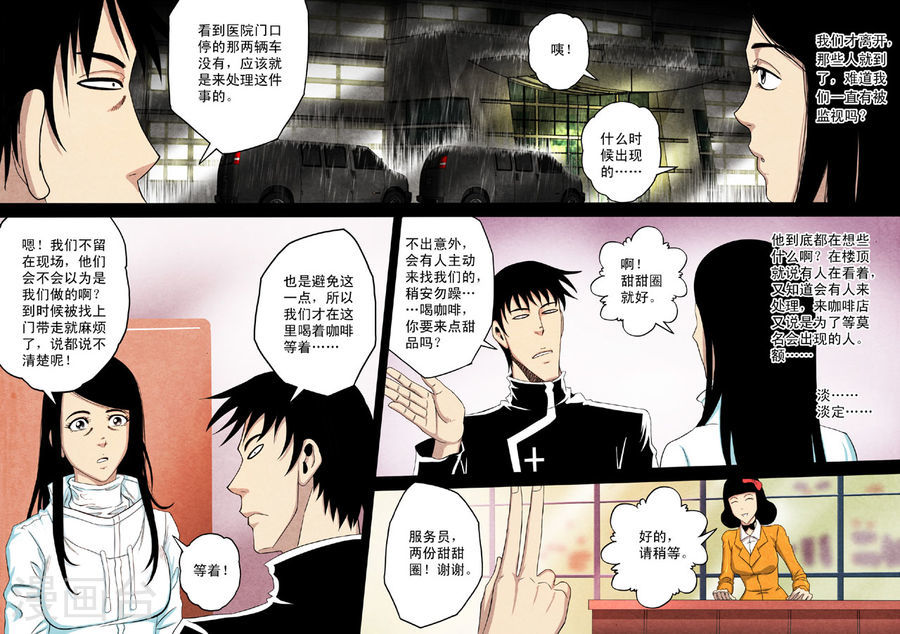 看到医院门口
停的那两辆车
没有，应该就
是来处理这件
事的。
咦！
什么时
候出现
的……
我们才离开，
那些人就到
了，难道我
们一直有被
监视吗？
嗯！我们不留
在现场，他们
会不会以为是
我们做的啊？
到时候被找上
门带走就麻烦
了，说都说不
清楚呢！
也是避免这
一点，所以
我们才在这
里喝着咖啡
等着……
等着！
不出意外，
会有人主动
来找我们的，
稍安勿躁…
…喝咖啡，
你要来点甜
品吗？
啊！
甜甜圈
就好。
他到底都在想些
什么啊？在楼顶
就说有人在看着，
又知道会有人来
处理，来咖啡店
又说是为了等莫
名会出现的人。
额……
淡……
淡定……
服务员，
两份甜甜
圈！谢谢。
好的，
请稍等。
漫画台